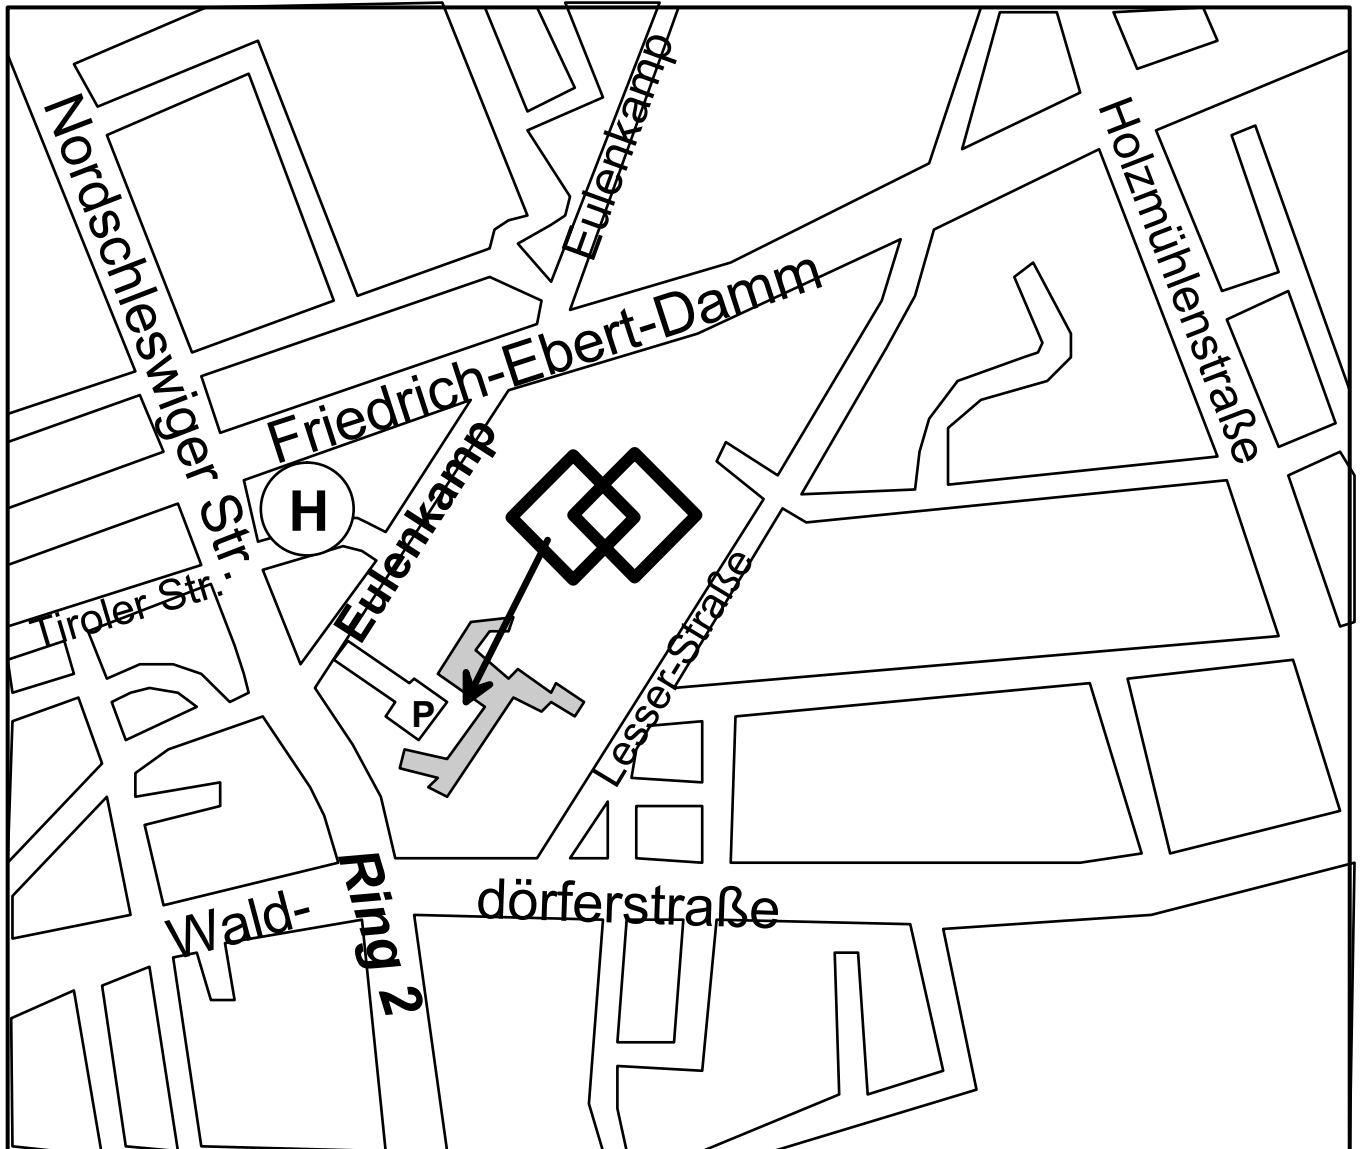 Eulenkamp
Nordschleswiger Str.
Holzmühlenstraße
Friedrich-Ebert-Damm
Eulenkamp
H
Tiroler Str.
Lesser-Straße
P
Ring 2
Wald-
dörferstraße